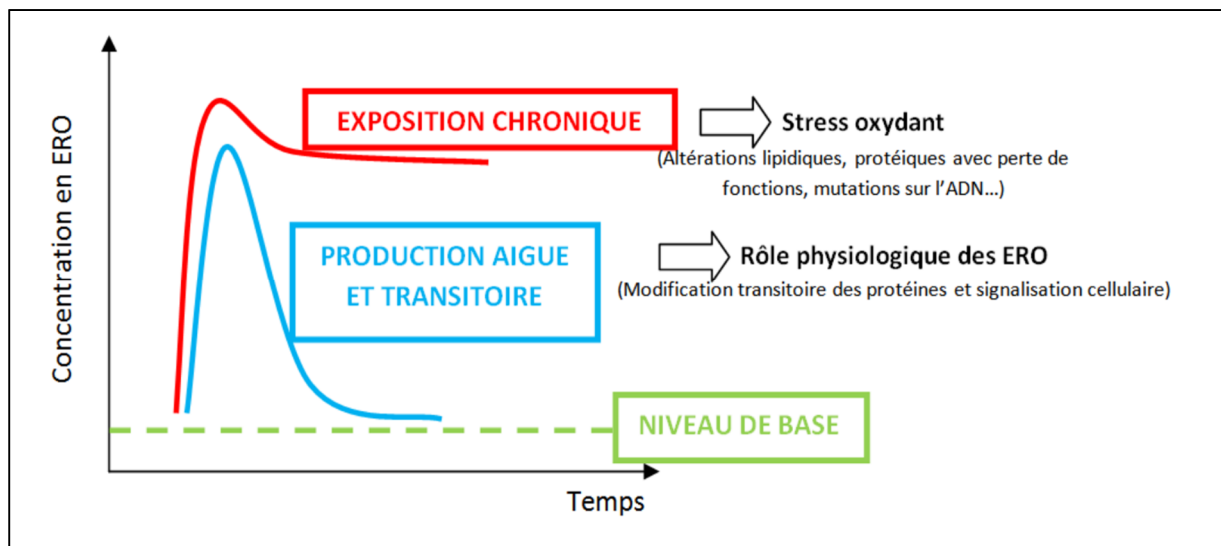 Concentration en ERO
EXPOSITION CHRONIQUE
Stress oxydant
(Altérations lipidiques, protéiques avec perte de
fonctions, mutations sur l'ADN...)
PRODUCTION AIGUE
ET TRANSITOIRE
Rôle physiologique des ERO
(Modification transitoire des protéines et signalisation cellulaire)
NIVEAU DE BASE
Temps